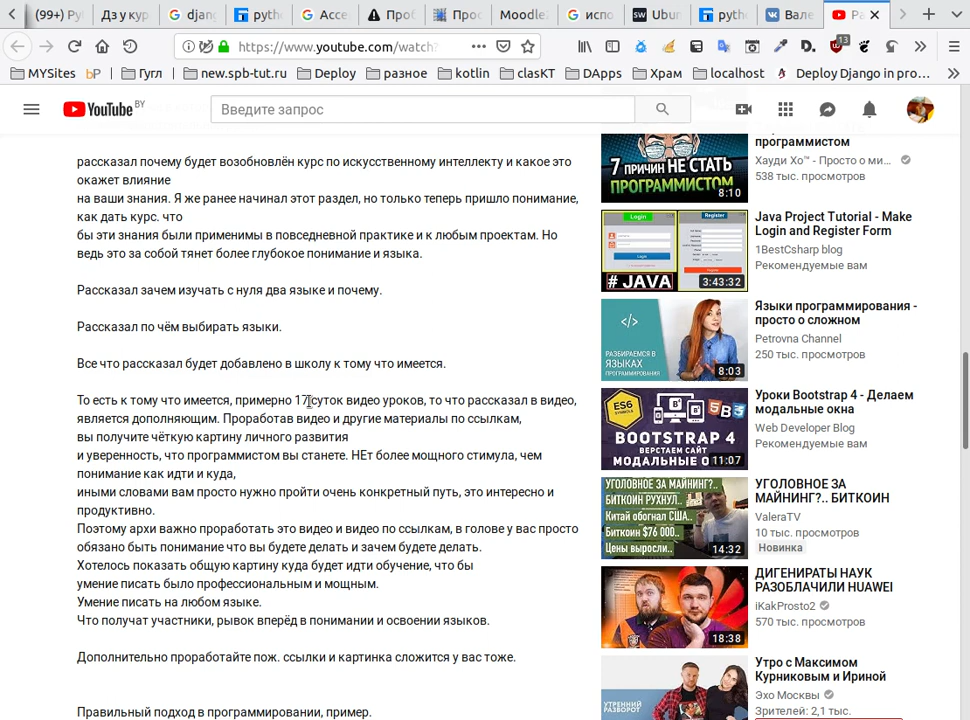 (99+) Ру
Дз у кур
djan
pythe
Acce
Про
Прос
Moodle
испо
Ubun
pythe
Вале
Ра
https://www.youtube.com/watch?
13
MYSites
Гугл
new.spb-tut.ru
Deploy
разное
kotlin
clasKT
DApps
Храм
localhost
Deploy Django in pro…
YouTube BY
Введите запрос
рассказал почему будет возобновлён курс по искусственному интеллекту и какое это
окажет влияние
на ваши знания. Я же ранее начинал этот раздел, но только теперь пришло понимание,
как дать курс. что
бы эти знания были применимы в повседневной практике и к любым проектам. Но
ведь это за собой тянет более глубокое понимание и языка.
Рассказал зачем изучать с нуля два языке и почему.
Рассказал по чём выбирать языки.
Все что рассказал будет добавлено в школу к тому что имеется.
То есть к тому что имеется, примерно 17 суток видео уроков, то что рассказал в видео,
является дополняющим. Проработав видео и другие материалы по ссылкам,
вы получите чёткую картину личного развития
и уверенность, что программистом вы станете. НЕт более мощного стимула, чем
понимание как идти и куда,
иными словами вам просто нужно пройти очень конкретный путь, это интересно и
продуктивно.
Поэтому архи важно проработать это видео и видео по ссылкам, в голове у вас просто
обязано быть понимание что вы будете делать и зачем будете делать.
Хотелось показать общую картину куда будет идти обучение, что бы
умение писать было профессиональным и мощным.
Умение писать на любом языке.
Что получат участники, рывок вперёд в понимании и освоении языков.
Дополнительно проработайте пож. ссылки и картинка сложится у вас тоже.
Правильный подход в программировании, пример.
7 ПРИЧИН НЕ СТАТЬ
ПРОГРАММИСТОМ
8:10
программистом
Хауди Хо™ - Просто о ми…
538 тыс. просмотров
Login
Register
# JAVA
3:43:32
Java Project Tutorial - Make
Login and Register Form
1BestCsharp blog
Рекомендуемые вам
</>
РАЗБИРАЕМСЯ В
ЯЗЫКАХ
ПРОГРАММИРОВАНИЯ
8:03
Языки программирования -
просто о сложном
Petrovna Channel
250 тыс. просмотров
ES6
B
5 3
BOOTSTRAP 4
ВЕРСТАЕМ САЙТ
МОДАЛЬНЫЕ О
11:07
Уроки Bootstrap 4 - Делаем
модальные окна
Web Developer Blog
Рекомендуемые вам
УГОЛОВНОЕ ЗА МАЙНИНГ?..
БИТКОИН РУХНУЛ..
Китай обогнал США..
Биткоин $76 000..
Цены выросли..
14:32
УГОЛОВНОЕ ЗА
МАЙНИНГ?.. БИТКОИН
ValeraTV
10 тыс. просмотров
Новинка
18:38
ДИГЕНИРАТЫ НАУК
РАЗОБЛАЧИЛИ HUAWEI
iKakProsto2
570 тыс. просмотров
УТРЕННИЙ
РАЗВОРОТ
Утро с Максимом
Курниковым и Ириной
Эхо Москвы
Зрителей: 2,1 тыс.